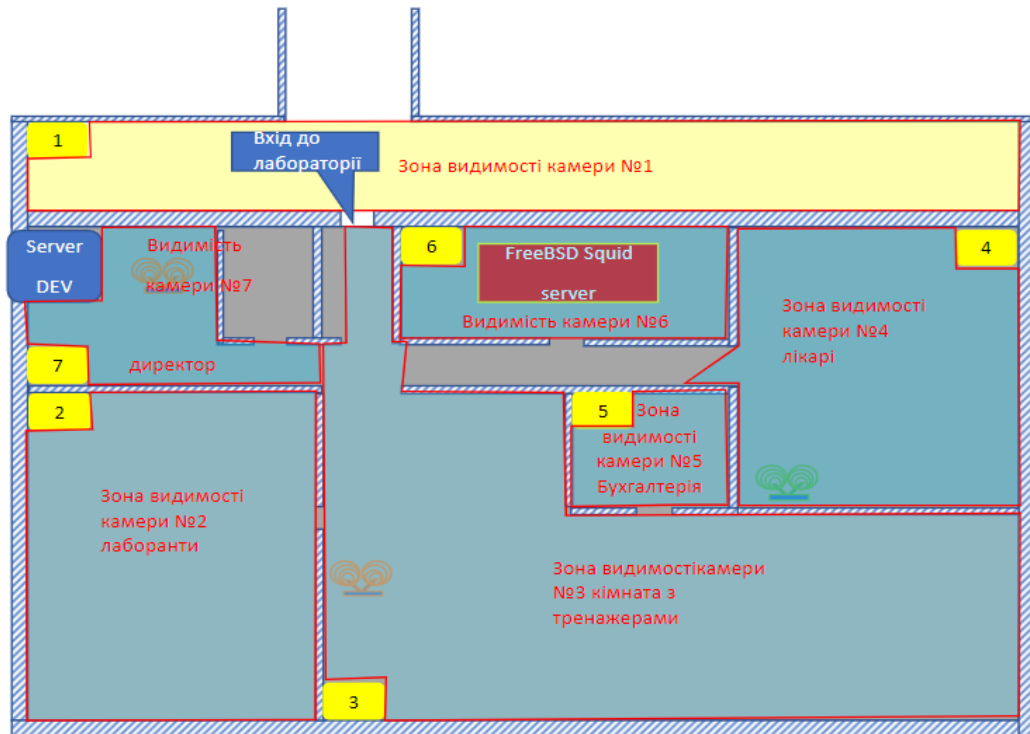 1
Вхід до
лабораторії
Зона видимості камери №1
Server
DEV
Видимість
камери №7
6
FreeBSD Squid
server
Видимість камери №6
4
Зона видимості
камери №4
лікарі
7
директор
2
5
Зона
видимості
камери №5
Бухгалтерія
Зона видимості
камери №2
лаборанти
Зона видимостікамери
№3 кімната з
тренажерами
3